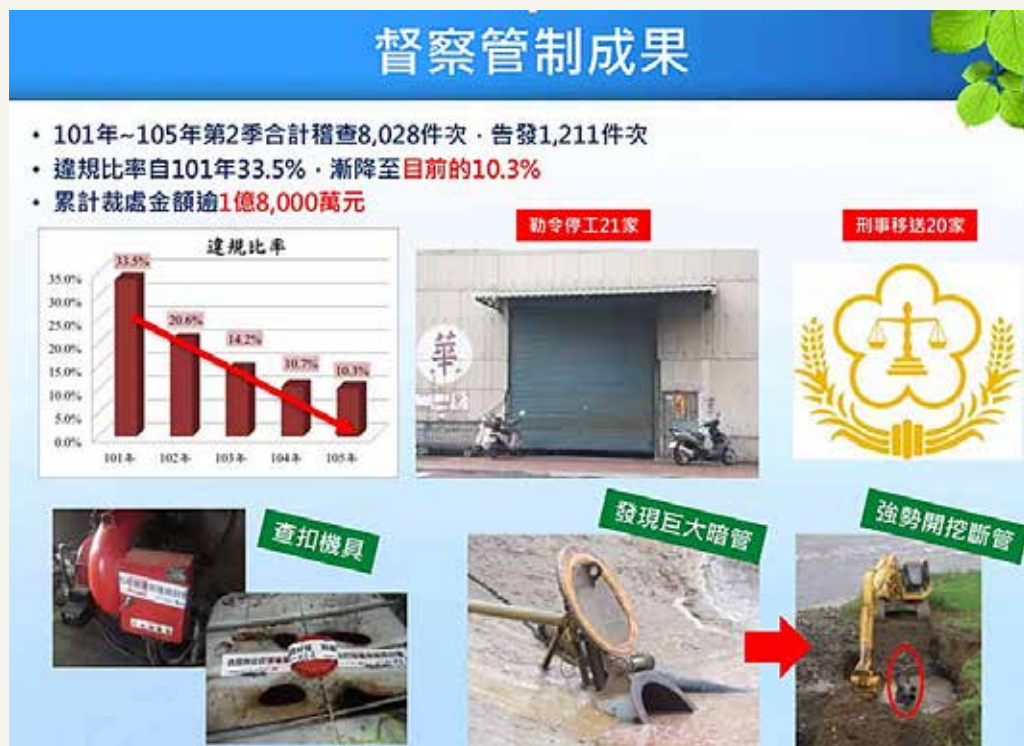 督察管制成果
• 101年~105年第2季合計稽查8,028件次，告發1,211件次
• 違規比率自101年33.5%，漸降至目前的10.3%
• 累計裁處金額逾1億8,000萬元
勒令停工21家
刑事移送20家
違規比率
35.0%
30.0%
25.0%
20.0%
15.0%
10.0%
5.0%
0.0%
33.5%
20.6%
14.2%
10.7%
10.3%
101年
102年
103年
104年
105年
華
查扣機具
發現巨大暗管
強勢開挖斷管